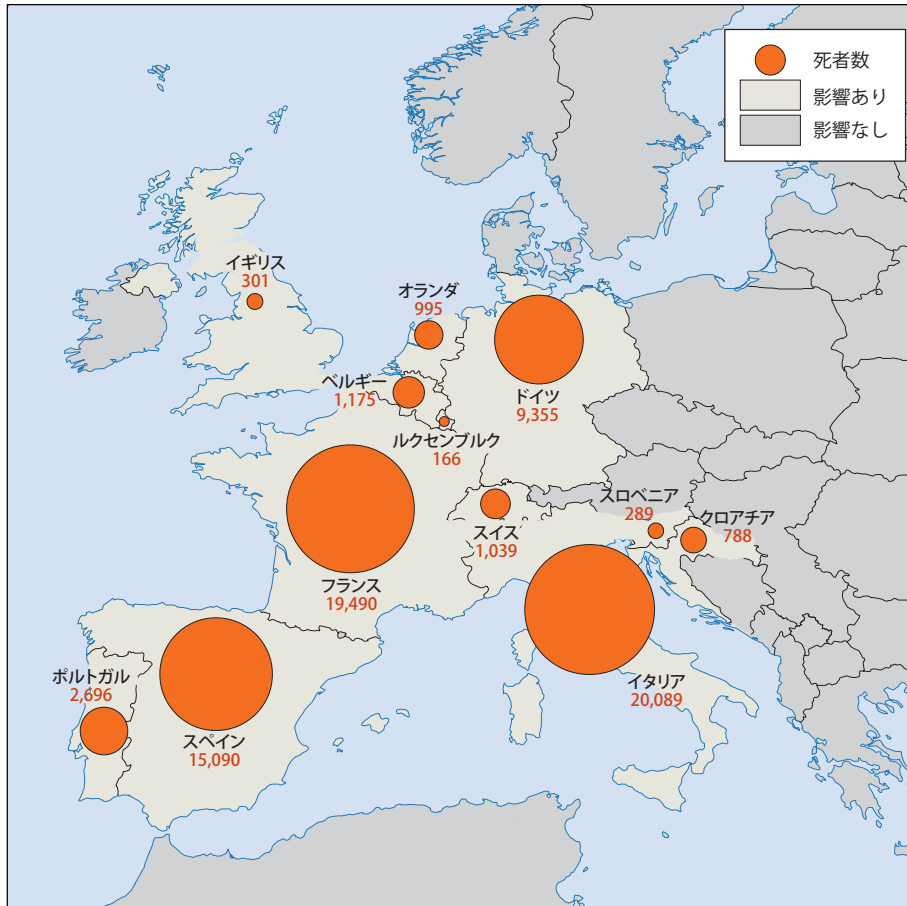 死者数
影響あり
影響なし
イギリス
301
オランダ
995
ベルギー
1,175
ドイツ
9,355
ルクセンブルク
166
スロベニア
289
クロアチア
788
スイス
1,039
フランス
19,490
ポルトガル
2,696
イタリア
20,089
スペイン
15,090